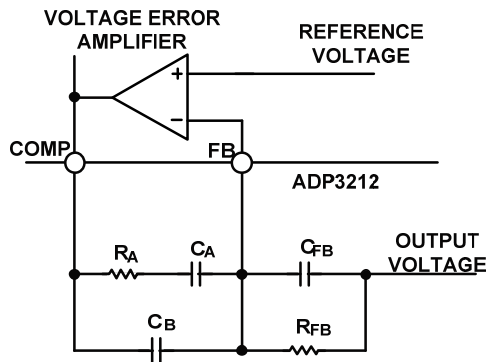 VOLTAGE ERROR
AMPLIFIER
REFERENCE
VOLTAGE
+
−
COMP
FB
ADP3212
RA
CA
CFB
OUTPUT
VOLTAGE
CB
RFB